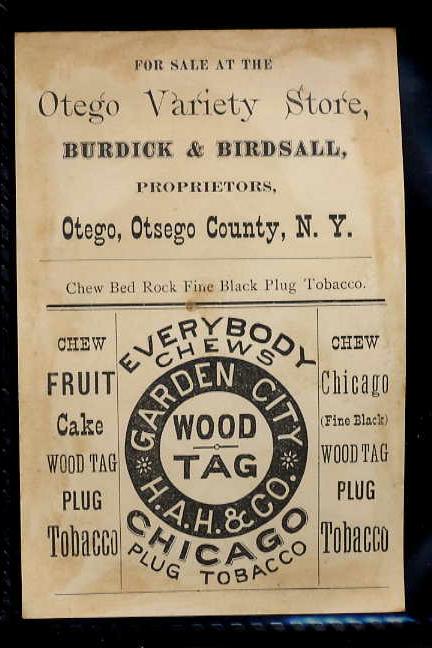 FOR SALE AT THE
Otego Variety Store,
BURDICK & BIRDSALL,
PROPRIETORS,
Otego, Otsego County, N. Y.
Chew Bed Rock Fine Black Plug Tobacco.
CHEW
FRUIT
Cake
WOOD TAG
PLUG
Tobacco
EVERYBODY
CHEWS
GARDEN CITY
WOOD
TAG
H. A. H. & CO.
CHICAGO
PLUG TOBACCO
CHEW
Chicago
(Fine Black)
WOOD TAG
PLUG
Tobacco